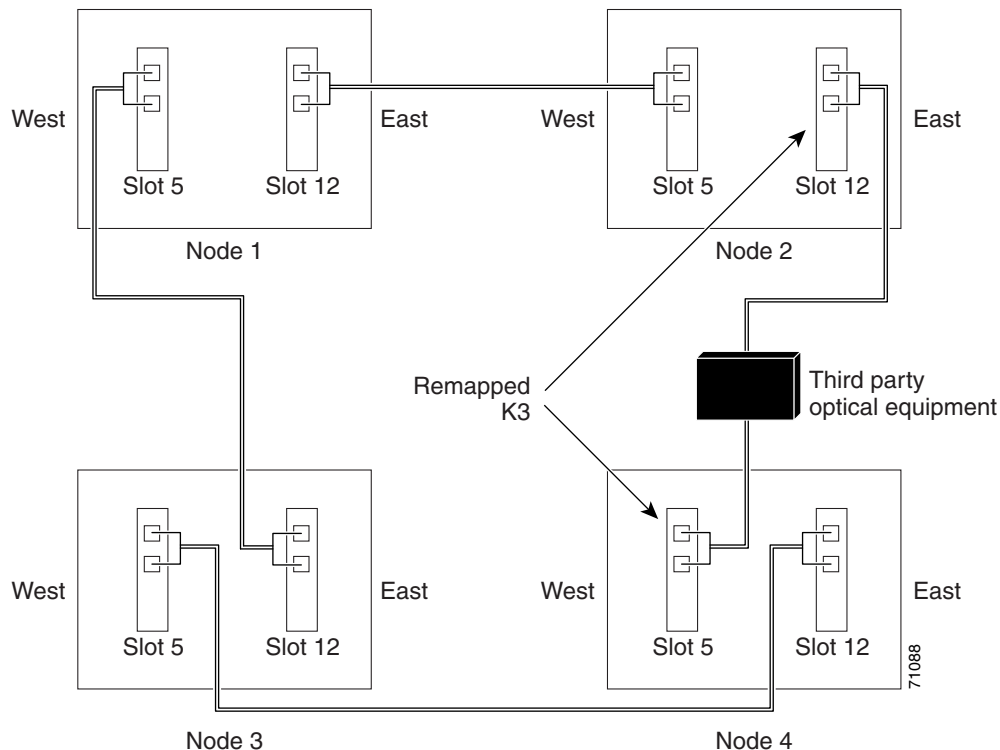 West
Slot 5
Slot 12
East
Node 1
West
Slot 5
Slot 12
East
Node 2
Remapped
K3
Third party
optical equipment
West
Slot 5
Slot 12
East
Node 3
West
Slot 5
Slot 12
East
Node 4
71088